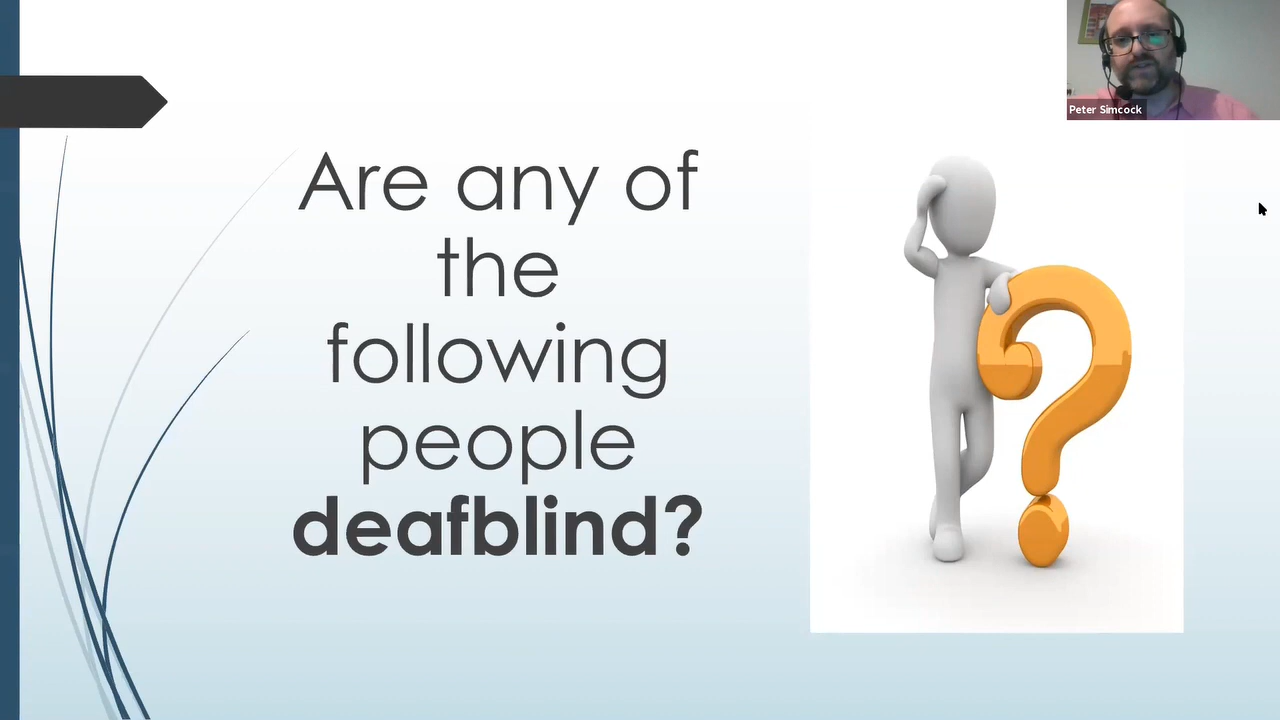 Peter Simcock
Are any of
the
following
people
deafblind?